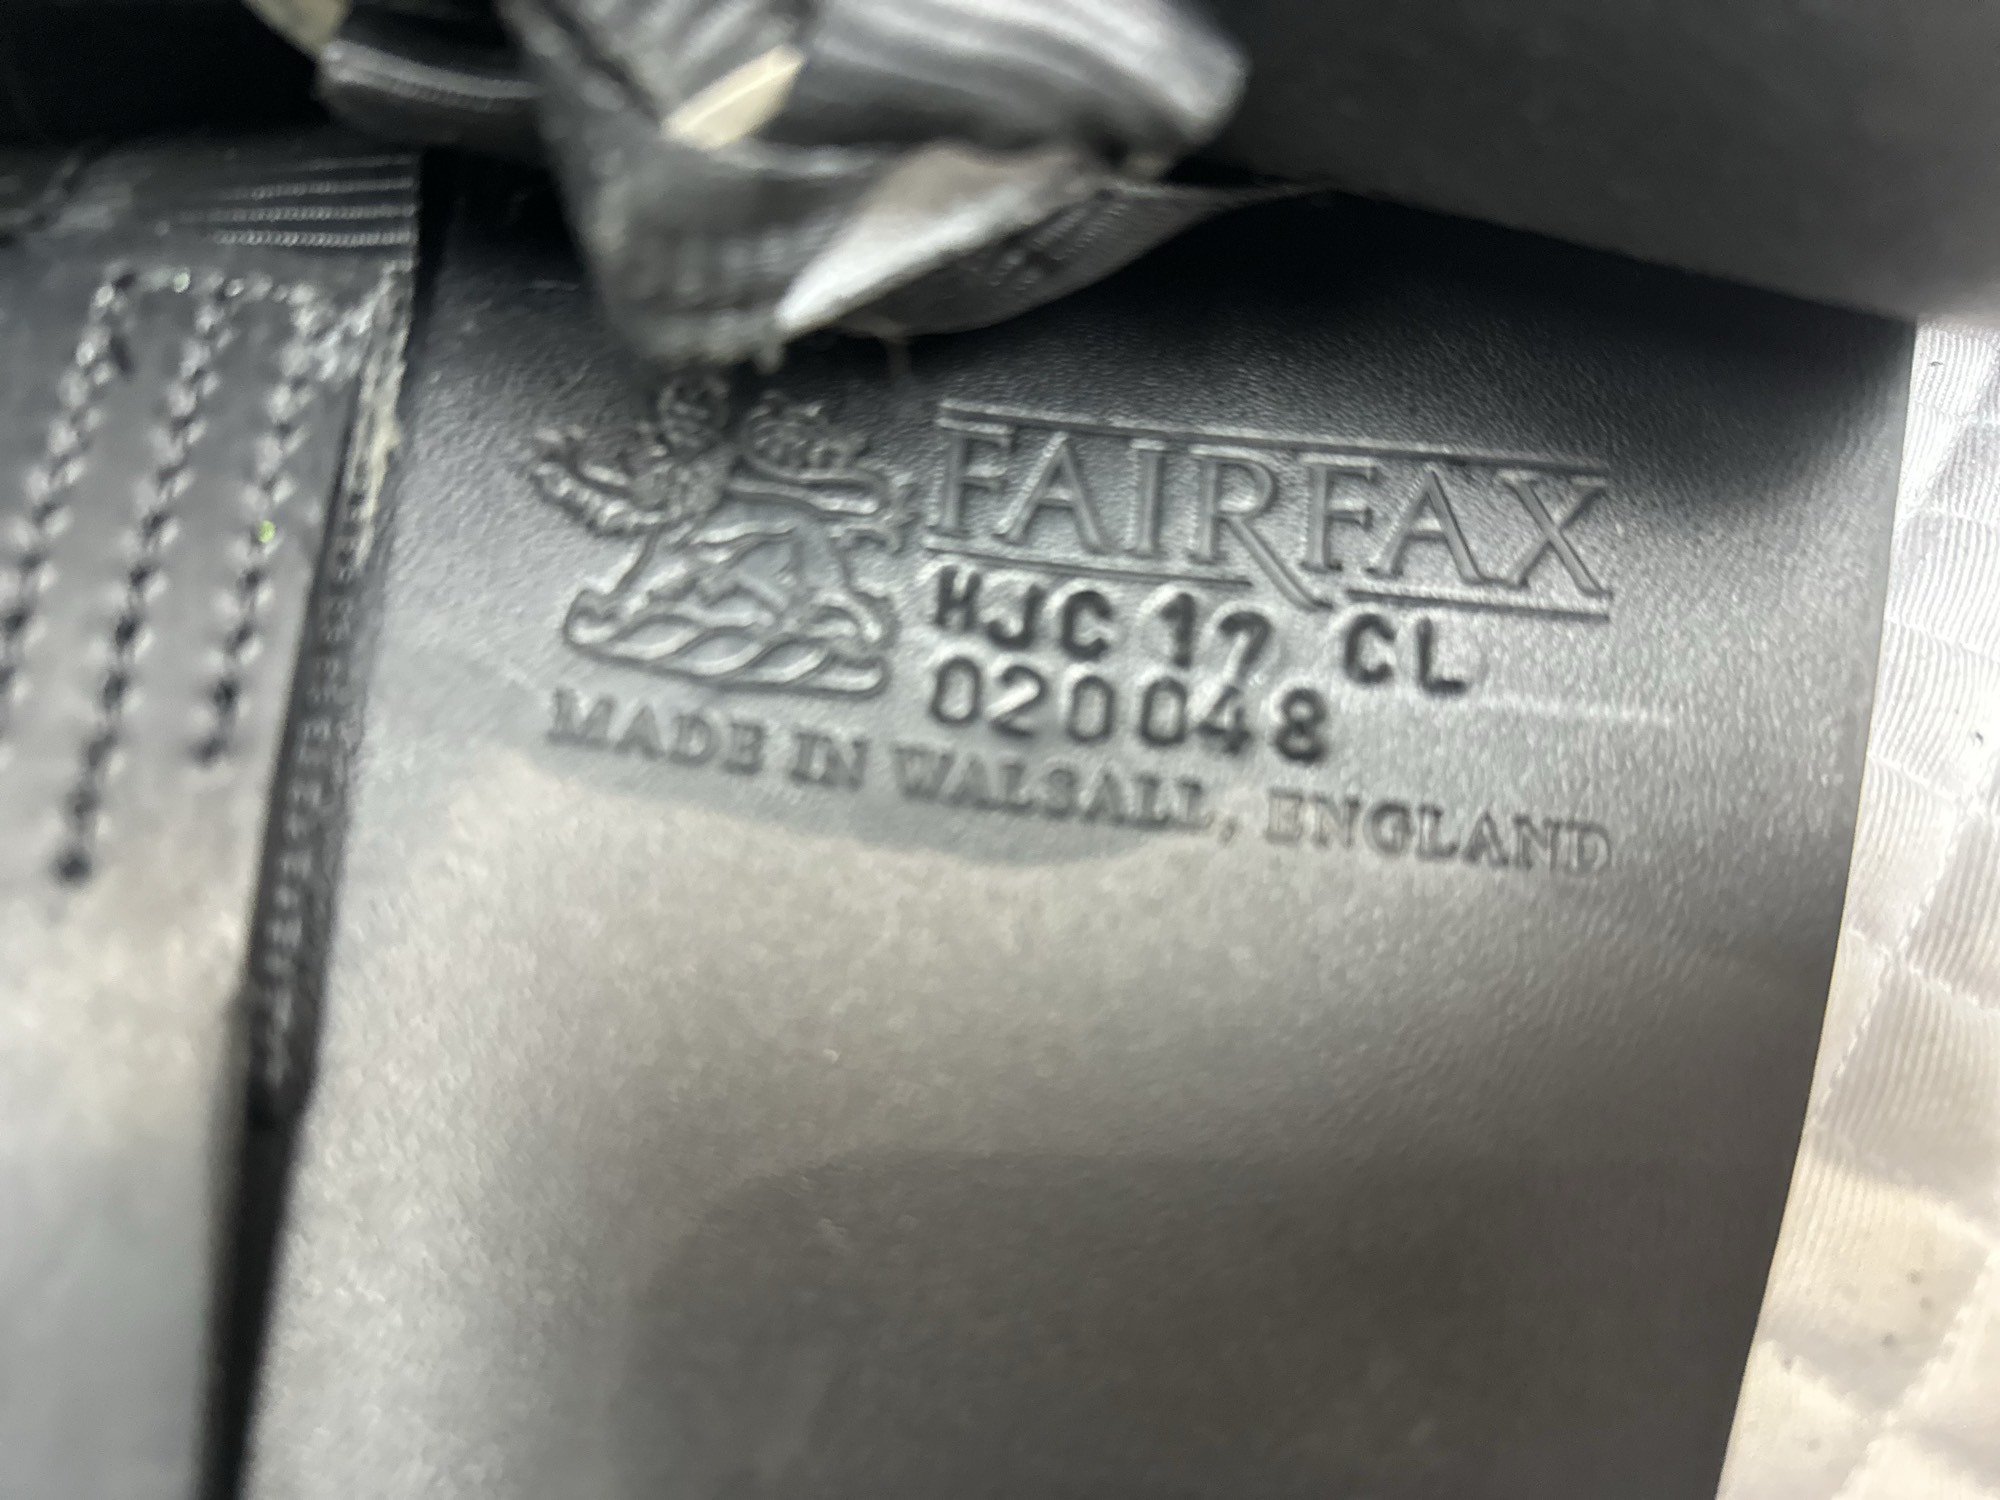 FAIRFAX
HJC 17 CL
020048
MADE IN WALSALL, ENGLAND